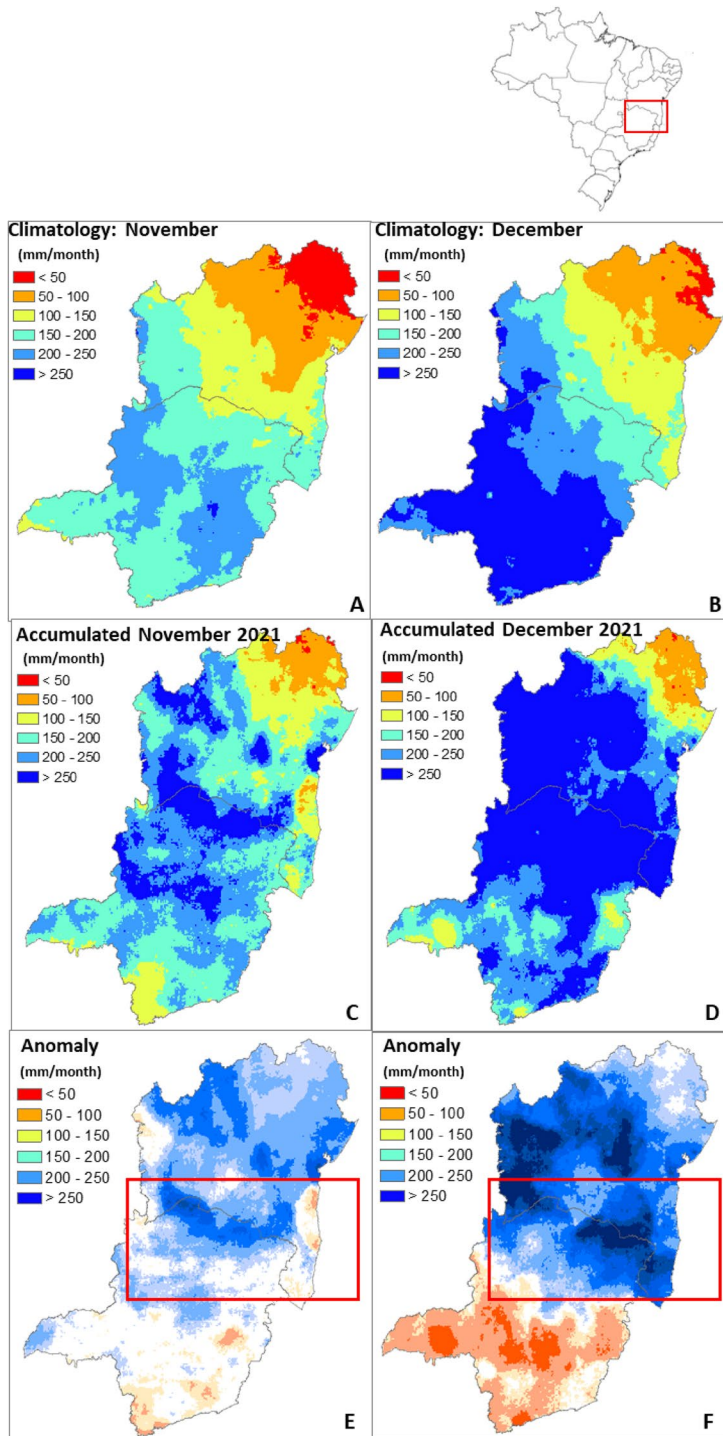 Climatology: November
(mm/month)
< 50
50 - 100
100 - 150
150 - 200
200 - 250
> 250
A
Climatology: December
(mm/month)
< 50
50 - 100
100 - 150
150 - 200
200 - 250
> 250
B
Accumulated November 2021
(mm/month)
< 50
50 - 100
100 - 150
150 - 200
200 - 250
> 250
C
Accumulated December 2021
(mm/month)
< 50
50 - 100
100 - 150
150 - 200
200 - 250
> 250
D
Anomaly
(mm/month)
< 50
50 - 100
100 - 150
150 - 200
200 - 250
> 250
E
Anomaly
(mm/month)
< 50
50 - 100
100 - 150
150 - 200
200 - 250
> 250
F